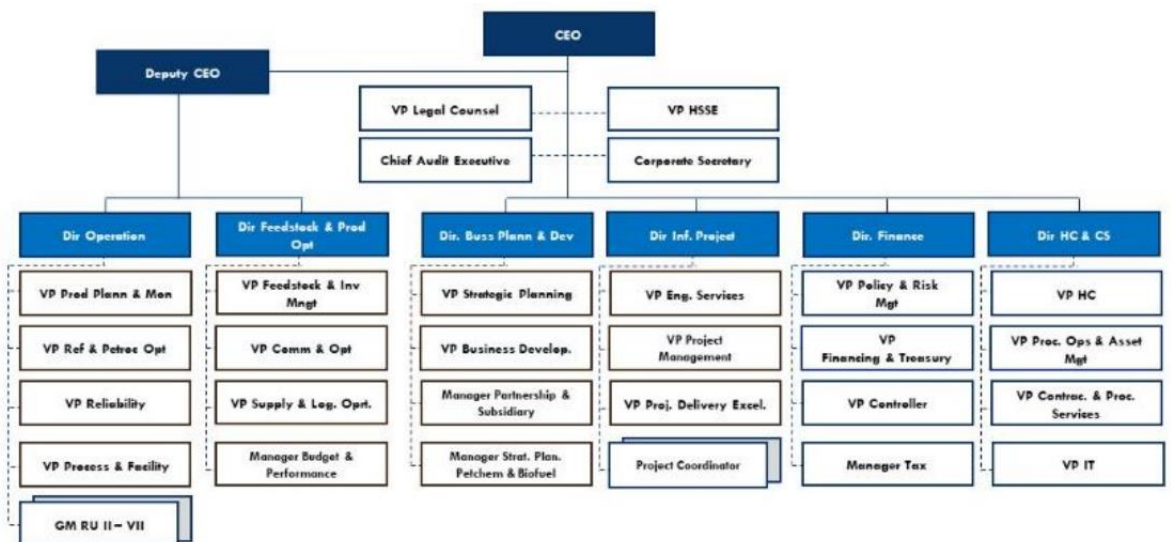 CEO
Deputy CEO
VP Legal Counsel
VP HSSE
Chief Audit Executive
Corporate Secretary
Dir Operation
Dir Feedstock & Prod
Opt
Dir. Buss Plann & Dev
Dir Inf. Project
Dir. Finance
Dir HC & CS
VP Prod Plann & Mon
VP Feedstock & Inv
Mngt
VP Strategic Planning
VP Eng. Services
VP Policy & Risk
Mgt
VP HC
VP Ref & Petroc Opt
VP Comm & Opt
VP Business Develop.
VP Project
Management
VP
Financing & Treasury
VP Proc. Ops & Asset
Mgt
VP Reliability
VP Supply & Log. Oprt.
Manager Partnership &
Subsidiary
VP Proj. Delivery Excel.
VP Controller
VP Contrac. & Proc.
Services
VP Process & Facility
Manager Budget &
Performance
Manager Strat. Plan.
Petchem & Biofuel
Project Coordinator
Manager Tax
VP IT
GM RU II – VII